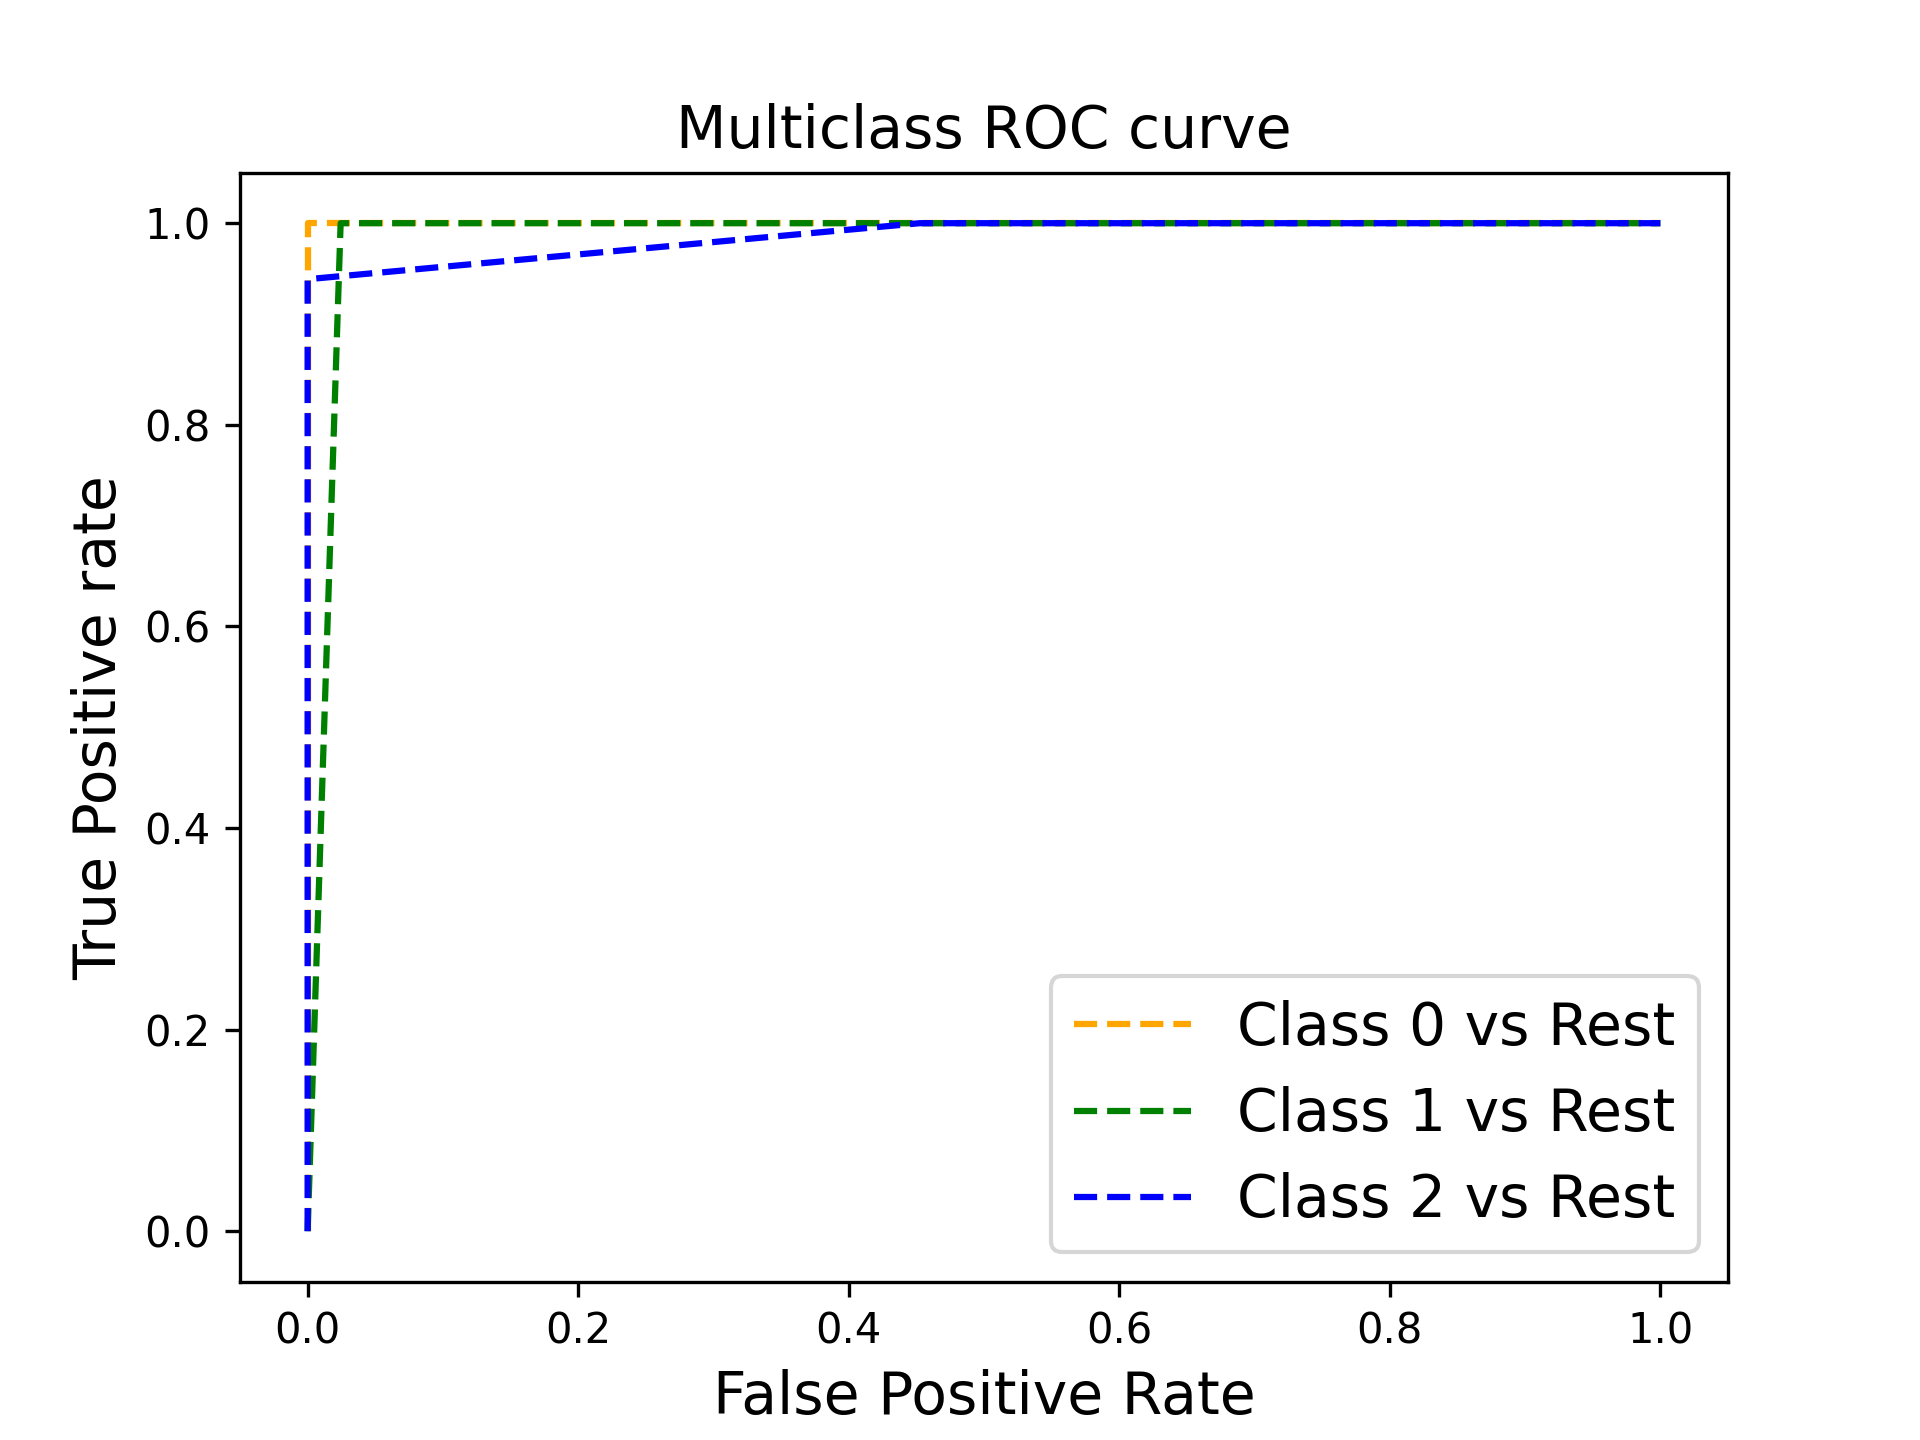 Multiclass ROC curve
True Positive rate
1.0
0.8
0.6
0.4
0.2
0.0
0.0 0.2 0.4 0.6 0.8 1.0
False Positive Rate
Class 0 vs Rest
Class 1 vs Rest
Class 2 vs Rest